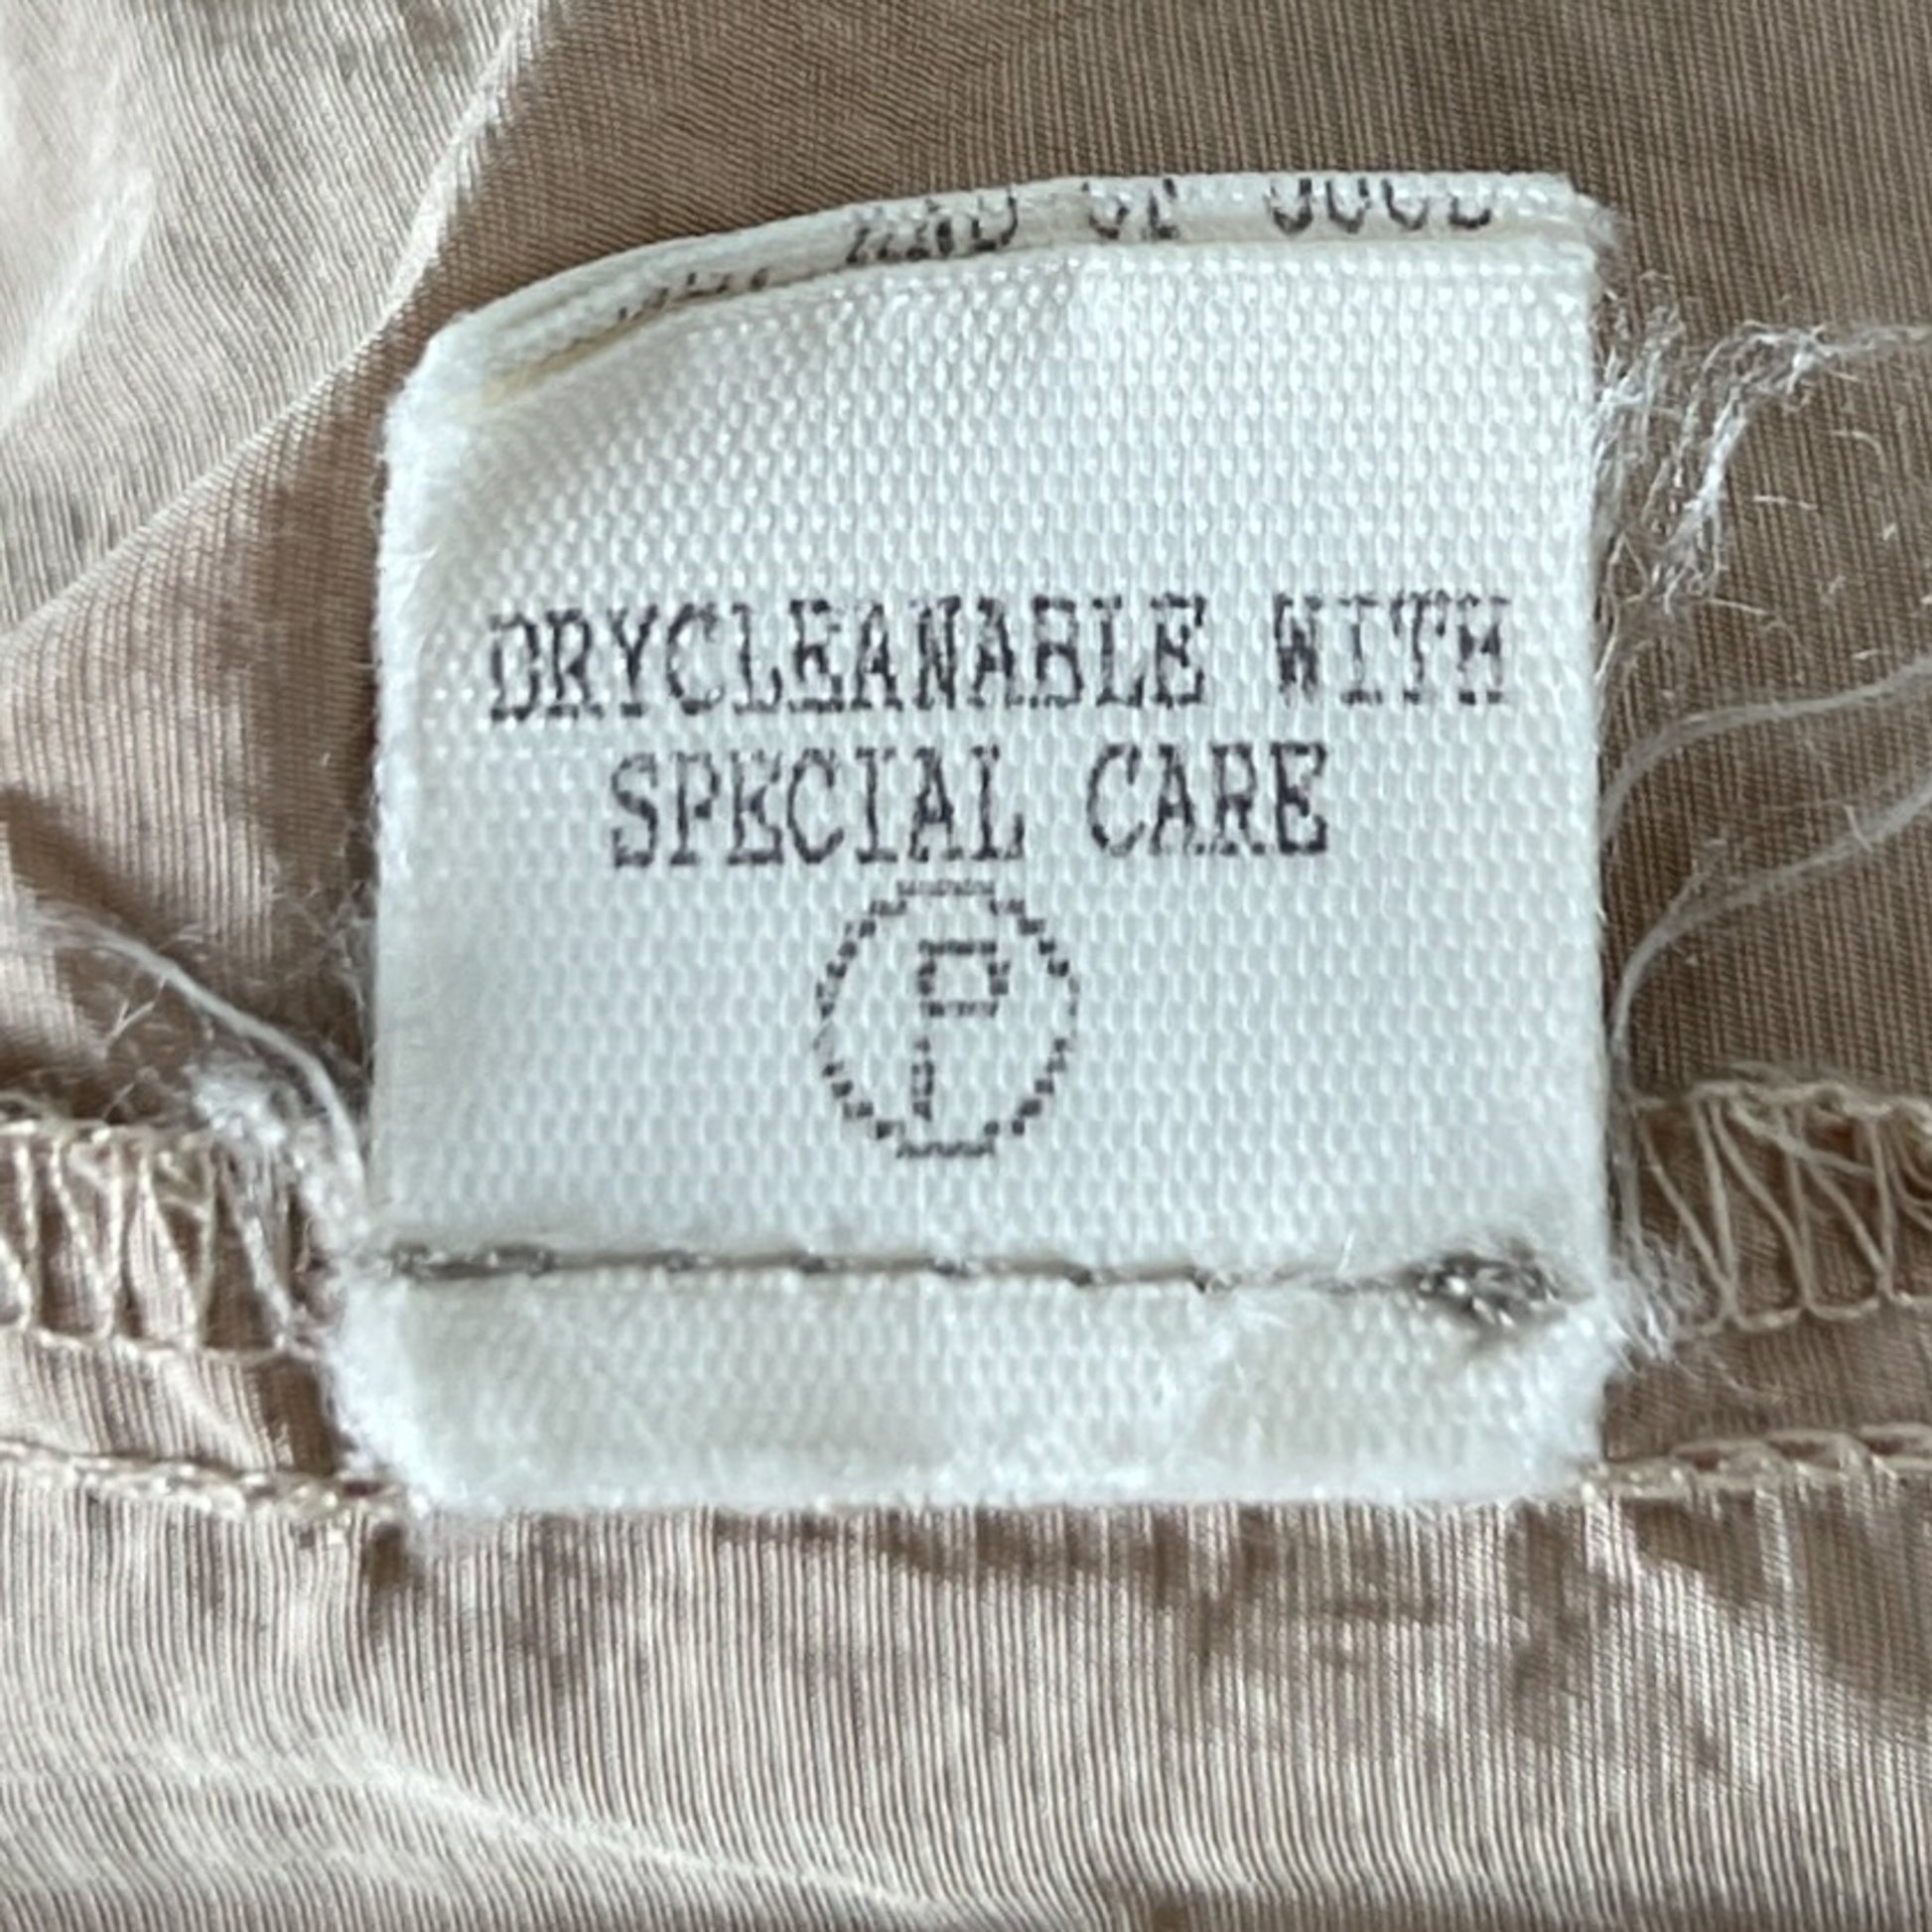 DRYCLEANABLE WITH
SPECIAL CARE
P